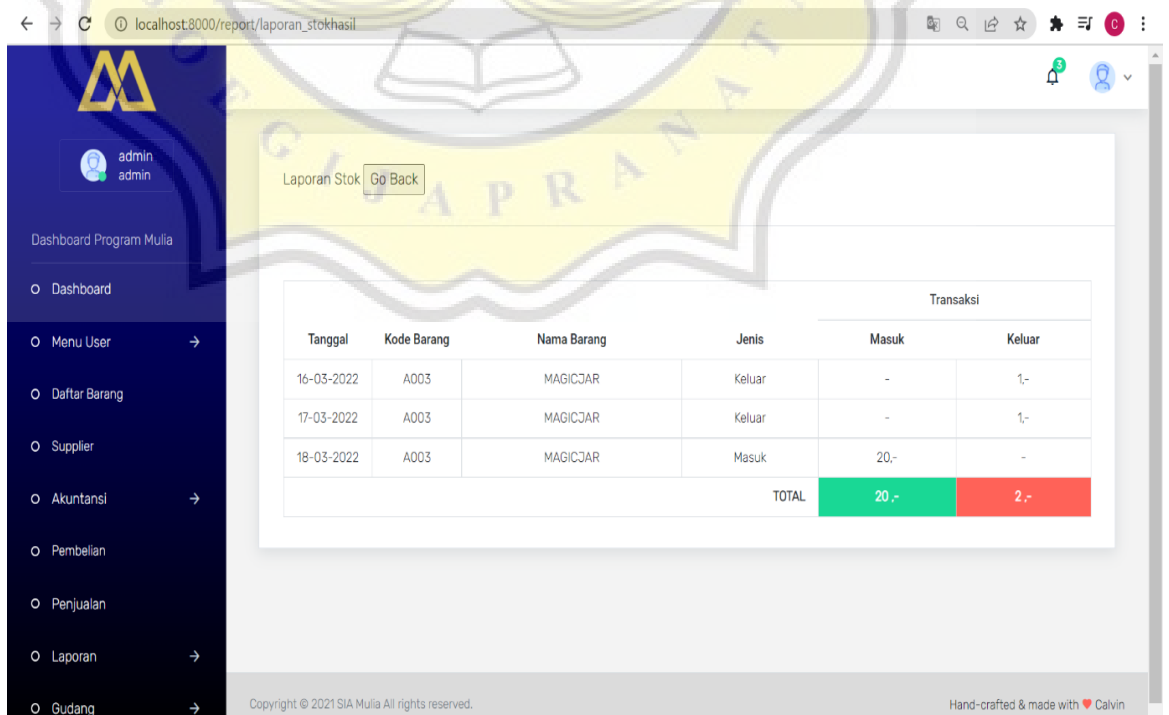 localhost:8000/report/laporan_stokhasil
C
3
admin
admin
Dashboard Program Mulia
Dashboard
Menu User
Daftar Barang
Supplier
Akuntansi
Pembelian
Penjualan
Laporan
Gudang
Laporan Stok Go Back
Transaksi
Tanggal Kode Barang Nama Barang Jenis Masuk Keluar
16-03-2022 A003 MAGICJAR Keluar - 1,-
17-03-2022 A003 MAGICJAR Keluar - 1,-
18-03-2022 A003 MAGICJAR Masuk 20,- -
TOTAL 20 ,- 2 ,-
Copyright © 2021 SIA Mulia All rights reserved.
Hand-crafted & made with ♥ Calvin
O E G I J A P R A N A T